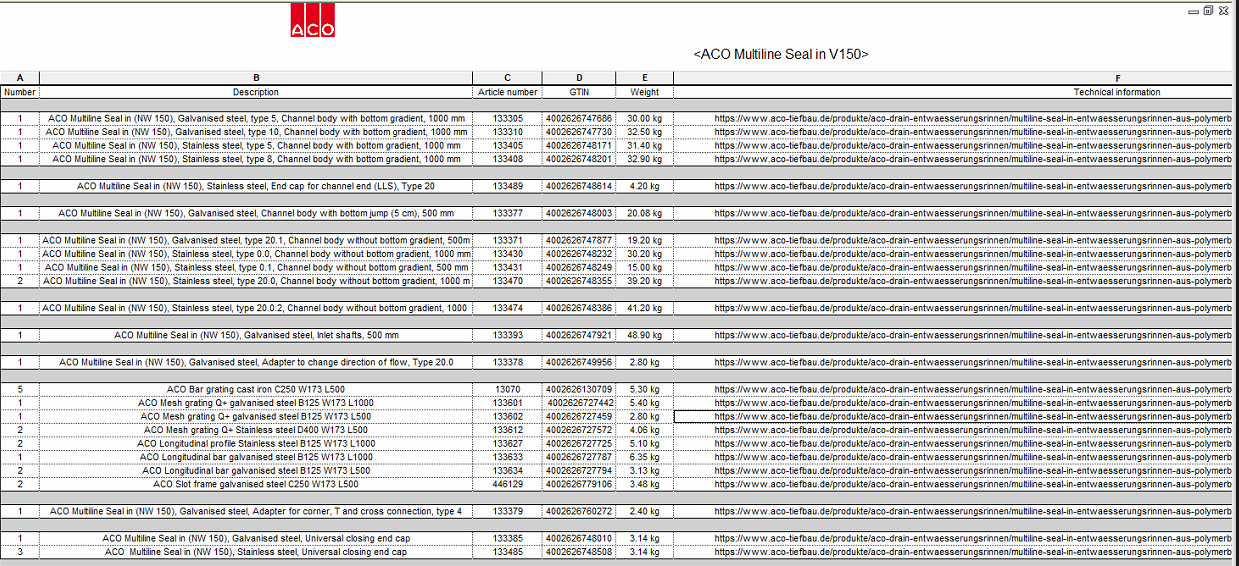 ACO
<ACO Multiline Seal in V150>
A B C D E F
Number Description Article number GTIN Weight Technical information
1 ACO Multiline Seal in (NW 150), Galvanised steel, type 5, Channel body with bottom gradient, 1000 mm 133305 4002626747686 30.00 kg https://www.aco-tiefbau.de/produkte/aco-drain-entwaesserungsrinnen/multiline-seal-in-entwaesserungsrinnen-aus-polymerb
1 ACO Multiline Seal in (NW 150), Galvanised steel, type 10, Channel body with bottom gradient, 1000 mm 133310 4002626747730 32.50 kg https://www.aco-tiefbau.de/produkte/aco-drain-entwaesserungsrinnen/multiline-seal-in-entwaesserungsrinnen-aus-polymerb
1 ACO Multiline Seal in (NW 150), Stainless steel, type 5, Channel body with bottom gradient, 1000 mm 133405 4002626748171 31.40 kg https://www.aco-tiefbau.de/produkte/aco-drain-entwaesserungsrinnen/multiline-seal-in-entwaesserungsrinnen-aus-polymerb
1 ACO Multiline Seal in (NW 150), Stainless steel, type 8, Channel body with bottom gradient, 1000 mm 133408 4002626748201 32.90 kg https://www.aco-tiefbau.de/produkte/aco-drain-entwaesserungsrinnen/multiline-seal-in-entwaesserungsrinnen-aus-polymerb
1 ACO Multiline Seal in (NW 150), Stainless steel, End cap for channel end (LLS), Type 20 133489 4002626748614 4.20 kg https://www.aco-tiefbau.de/produkte/aco-drain-entwaesserungsrinnen/multiline-seal-in-entwaesserungsrinnen-aus-polymerb
1 ACO Multiline Seal in (NW 150), Galvanised steel, Channel body with bottom jump (5 cm), 500 mm 133377 4002626748003 20.08 kg https://www.aco-tiefbau.de/produkte/aco-drain-entwaesserungsrinnen/multiline-seal-in-entwaesserungsrinnen-aus-polymerb
1 ACO Multiline Seal in (NW 150), Galvanised steel, type 20.1, Channel body without bottom gradient, 500m 133371 4002626747877 19.20 kg https://www.aco-tiefbau.de/produkte/aco-drain-entwaesserungsrinnen/multiline-seal-in-entwaesserungsrinnen-aus-polymerb
1 ACO Multiline Seal in (NW 150), Stainless steel, type 0.0, Channel body without bottom gradient, 1000 mm 133430 4002626748232 30.20 kg https://www.aco-tiefbau.de/produkte/aco-drain-entwaesserungsrinnen/multiline-seal-in-entwaesserungsrinnen-aus-polymerb
1 ACO Multiline Seal in (NW 150), Stainless steel, type 0.1, Channel body without bottom gradient, 500 mm 133431 4002626748249 15.00 kg https://www.aco-tiefbau.de/produkte/aco-drain-entwaesserungsrinnen/multiline-seal-in-entwaesserungsrinnen-aus-polymerb
2 ACO Multiline Seal in (NW 150), Stainless steel, type 20.0, Channel body without bottom gradient, 1000 m 133470 4002626748355 39.20 kg https://www.aco-tiefbau.de/produkte/aco-drain-entwaesserungsrinnen/multiline-seal-in-entwaesserungsrinnen-aus-polymerb
1 ACO Multiline Seal in (NW 150), Stainless steel, type 20.0.2, Channel body without bottom gradient, 1000 133474 4002626748386 41.20 kg https://www.aco-tiefbau.de/produkte/aco-drain-entwaesserungsrinnen/multiline-seal-in-entwaesserungsrinnen-aus-polymerb
1 ACO Multiline Seal in (NW 150), Galvanised steel, Inlet shafts, 500 mm 133393 4002626747921 48.90 kg https://www.aco-tiefbau.de/produkte/aco-drain-entwaesserungsrinnen/multiline-seal-in-entwaesserungsrinnen-aus-polymerb
1 ACO Multiline Seal in (NW 150), Galvanised steel, Adapter to change direction of flow, Type 20.0 133378 4002626749956 2.80 kg https://www.aco-tiefbau.de/produkte/aco-drain-entwaesserungsrinnen/multiline-seal-in-entwaesserungsrinnen-aus-polymerb
5 ACO Bar grating cast iron C250 W173 L500 13070 4002626130709 5.30 kg https://www.aco-tiefbau.de/produkte/aco-drain-entwaesserungsrinnen/multiline-seal-in-entwaesserungsrinnen-aus-polymerb
1 ACO Mesh grating Q+ galvanised steel B125 W173 L1000 133601 4002626727442 5.40 kg https://www.aco-tiefbau.de/produkte/aco-drain-entwaesserungsrinnen/multiline-seal-in-entwaesserungsrinnen-aus-polymerb
1 ACO Mesh grating Q+ galvanised steel B125 W173 L500 133602 4002626727459 2.80 kg https://www.aco-tiefbau.de/produkte/aco-drain-entwaesserungsrinnen/multiline-seal-in-entwaesserungsrinnen-aus-polymerb
2 ACO Mesh grating Q+ Stainless steel D400 W173 L500 133612 4002626727572 4.06 kg https://www.aco-tiefbau.de/produkte/aco-drain-entwaesserungsrinnen/multiline-seal-in-entwaesserungsrinnen-aus-polymerb
2 ACO Longitudinal profile Stainless steel B125 W173 L1000 133627 4002626727725 5.10 kg https://www.aco-tiefbau.de/produkte/aco-drain-entwaesserungsrinnen/multiline-seal-in-entwaesserungsrinnen-aus-polymerb
1 ACO Longitudinal bar galvanised steel B125 W173 L1000 133633 4002626727787 6.35 kg https://www.aco-tiefbau.de/produkte/aco-drain-entwaesserungsrinnen/multiline-seal-in-entwaesserungsrinnen-aus-polymerb
2 ACO Longitudinal bar galvanised steel B125 W173 L500 133634 4002626727794 3.13 kg https://www.aco-tiefbau.de/produkte/aco-drain-entwaesserungsrinnen/multiline-seal-in-entwaesserungsrinnen-aus-polymerb
2 ACO Slot frame galvanised steel C250 W173 L500 446129 4002626779106 3.48 kg https://www.aco-tiefbau.de/produkte/aco-drain-entwaesserungsrinnen/multiline-seal-in-entwaesserungsrinnen-aus-polymerb
1 ACO Multiline Seal in (NW 150), Galvanised steel, Adapter for corner, T and cross connection, type 4 133379 4002626760272 2.40 kg https://www.aco-tiefbau.de/produkte/aco-drain-entwaesserungsrinnen/multiline-seal-in-entwaesserungsrinnen-aus-polymerb
1 ACO Multiline Seal in (NW 150), Galvanised steel, Universal closing end cap 133385 4002626748010 3.14 kg https://www.aco-tiefbau.de/produkte/aco-drain-entwaesserungsrinnen/multiline-seal-in-entwaesserungsrinnen-aus-polymerb
3 ACO Multiline Seal in (NW 150), Stainless steel, Universal closing end cap 133485 4002626748508 3.14 kg https://www.aco-tiefbau.de/produkte/aco-drain-entwaesserungsrinnen/multiline-seal-in-entwaesserungsrinnen-aus-polymerb